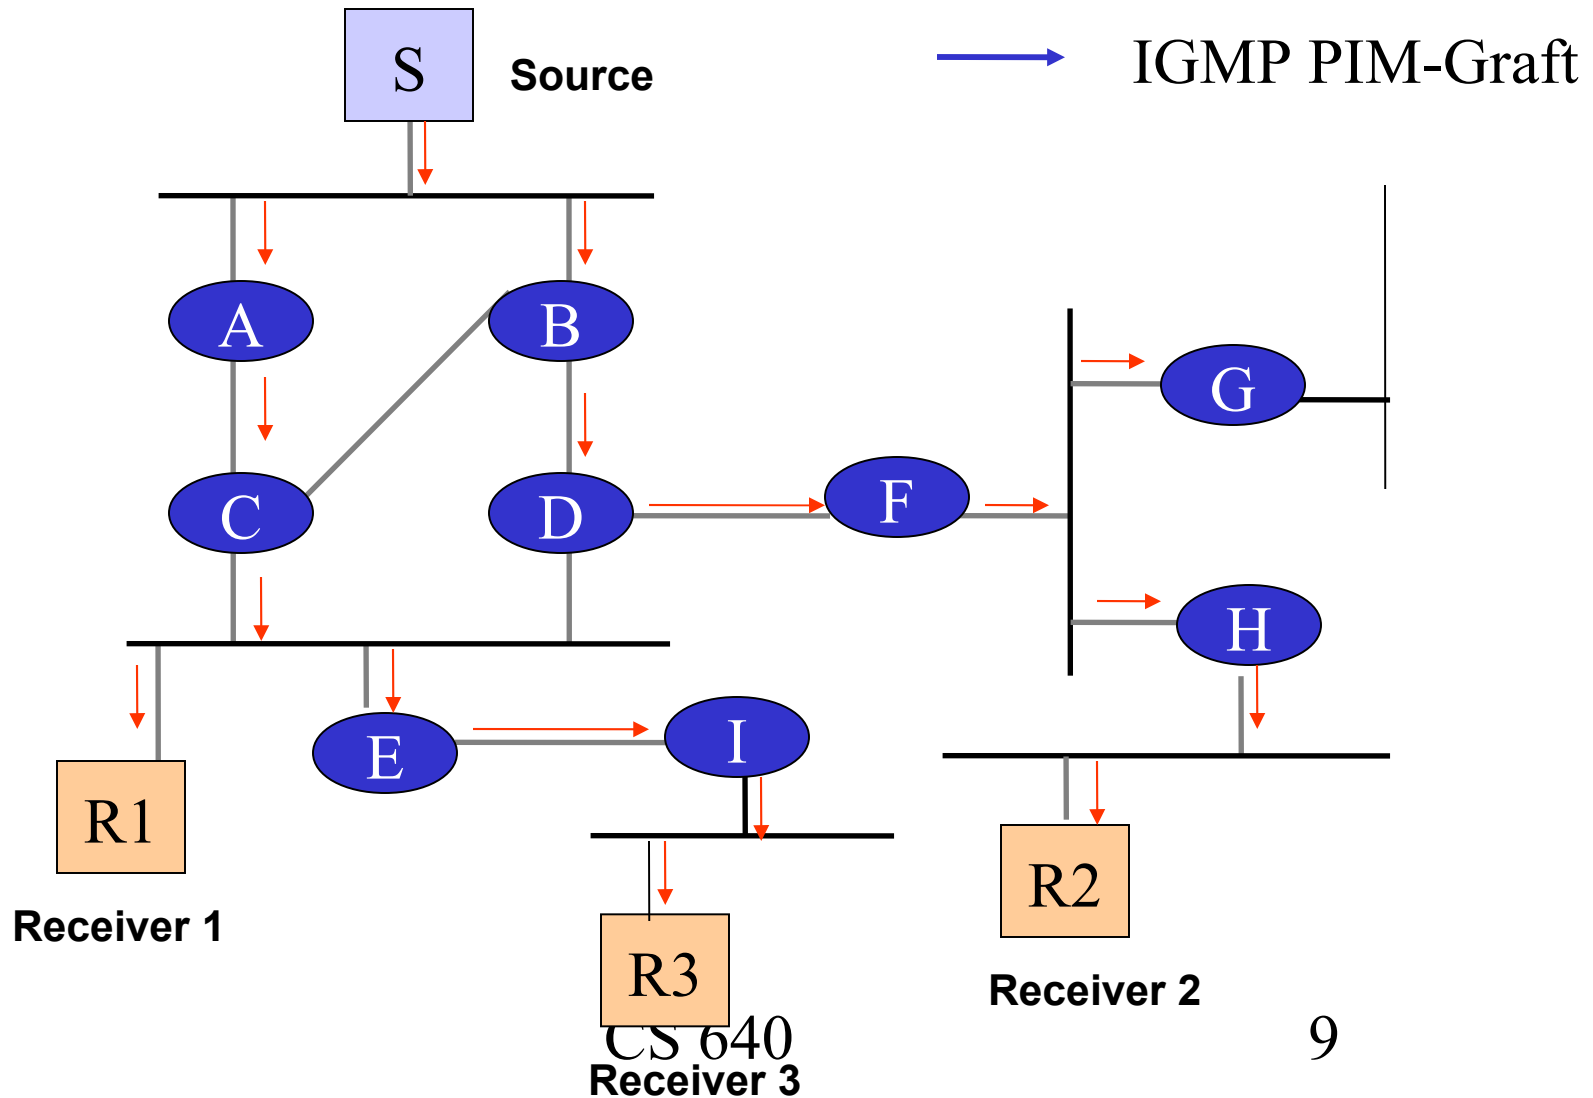 S
Source
IGMP PIM-Graft
A
B
G
C
D
F
H
E
I
R1
R2
Receiver 1
R3
Receiver 2
CS 640
9
Receiver 3